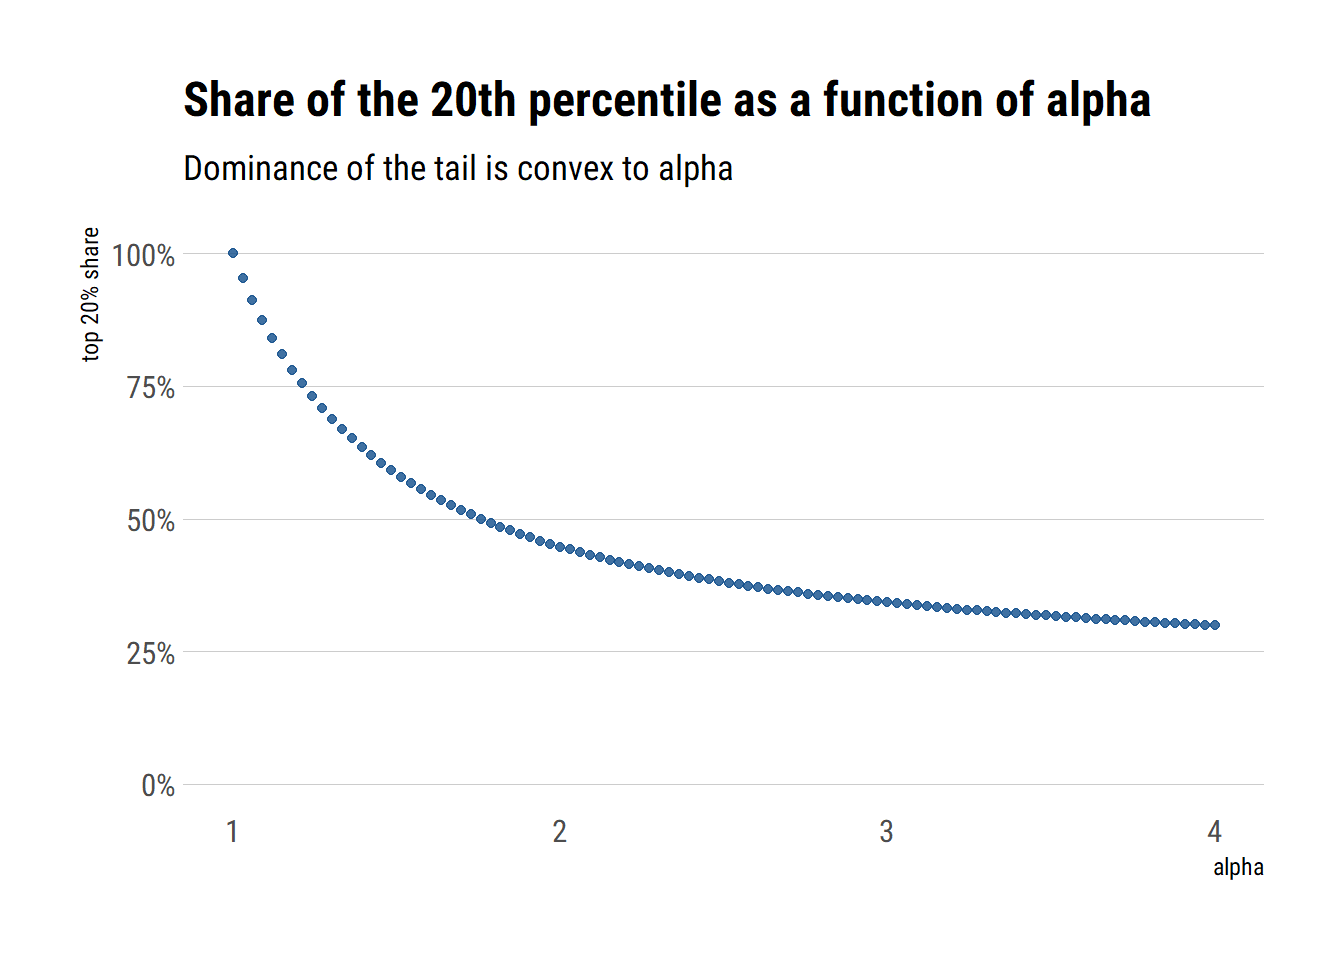 Share of the 20th percentile as a function of alpha
Dominance of the tail is convex to alpha
top 20% share
100%
75%
50%
25%
0%
1 2 3 4
alpha